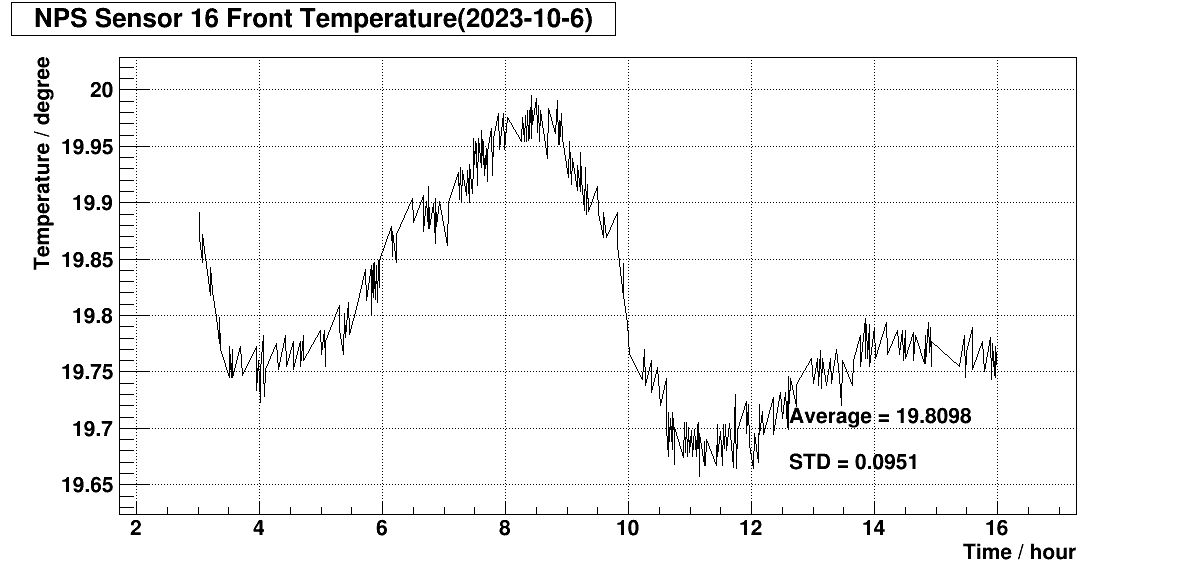 NPS Sensor 16 Front Temperature(2023-10-6)
Temperature / degree
20
19.95
19.9
19.85
19.8
19.75
19.7
19.65
Average = 19.8098
STD = 0.0951
2 4 6 8 10 12 14 16
Time / hour